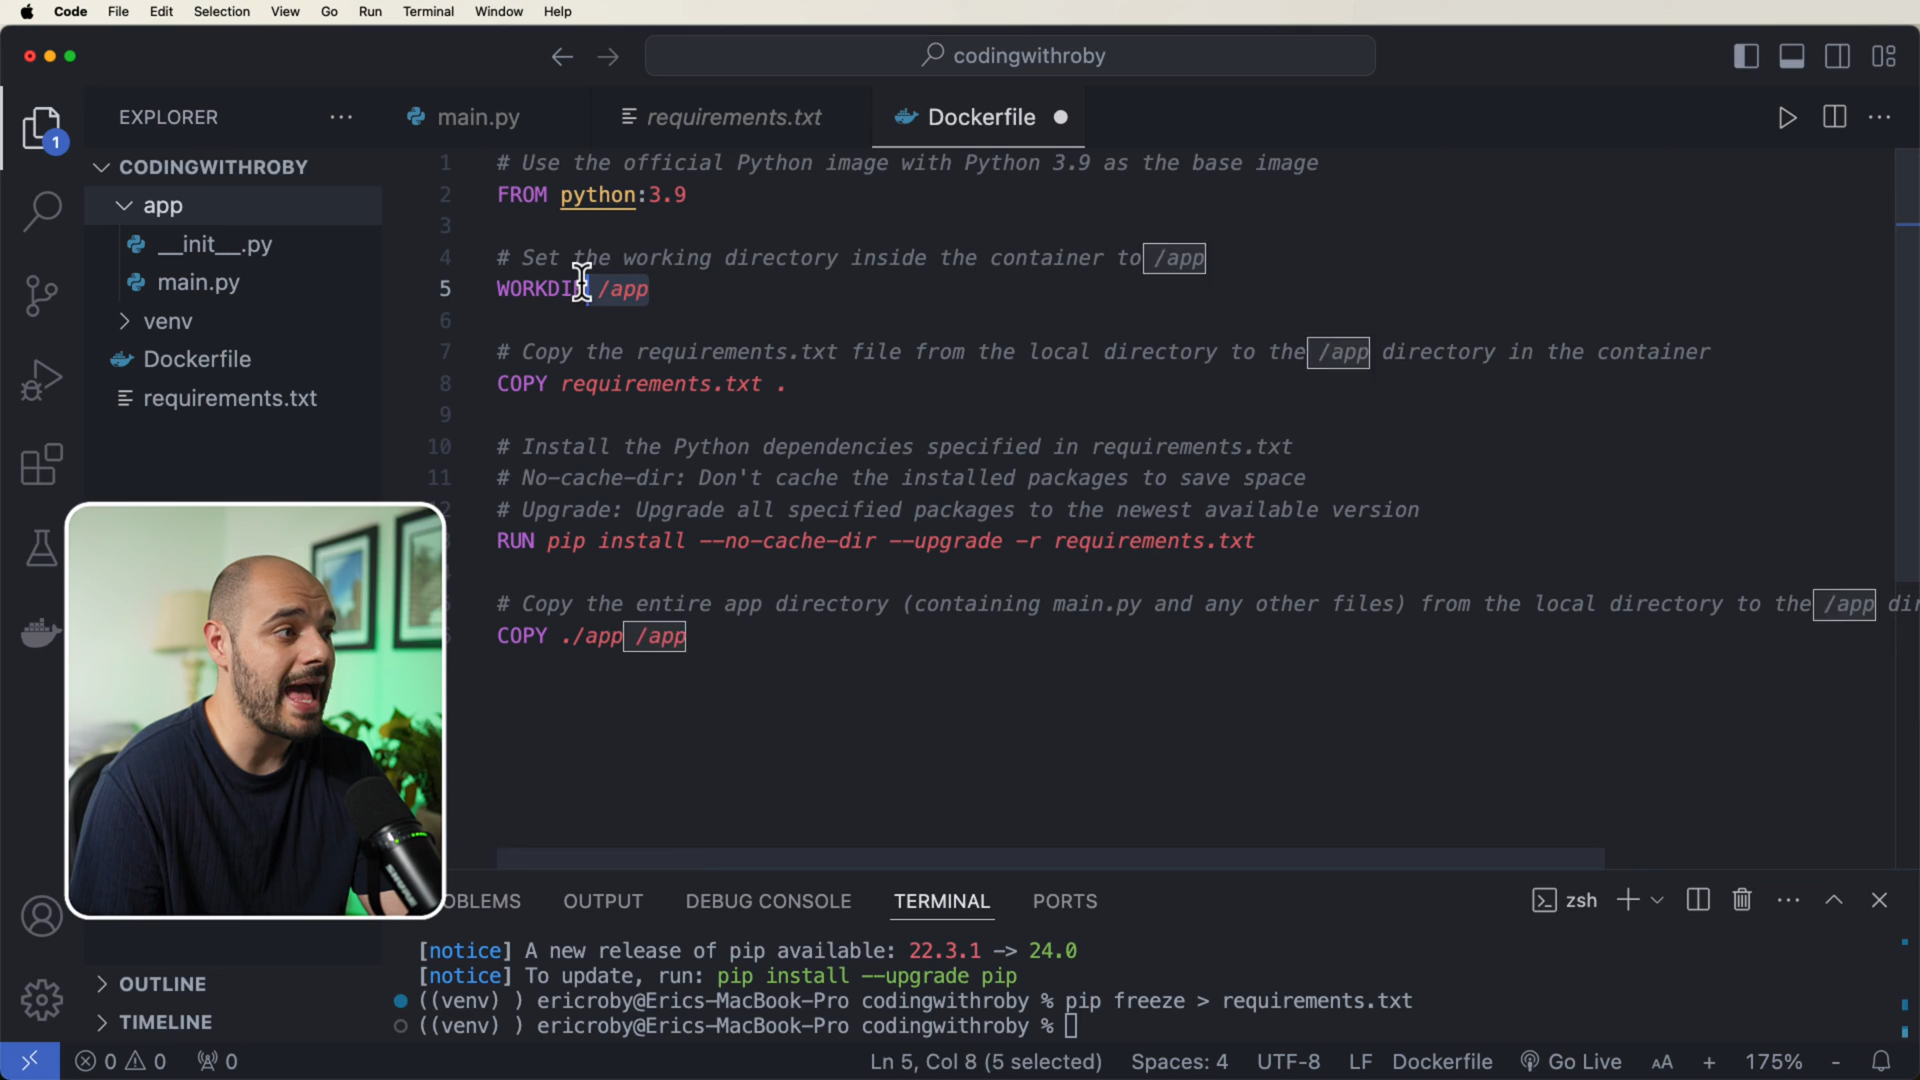 Code File Edit Selection View Go Run Terminal Window Help
codingwithroby
EXPLORER
main.py
requirements.txt
Dockerfile
1
CODINGWITHROBY
app
__init__.py
main.py
venv
Dockerfile
requirements.txt
1 # Use the official Python image with Python 3.9 as the base image
2 FROM python:3.9
3
4 # Set the working directory inside the container to /app
5 WORKDIR /app
6
7 # Copy the requirements.txt file from the local directory to the /app directory in the container
8 COPY requirements.txt .
9
10 # Install the Python dependencies specified in requirements.txt
11 # No-cache-dir: Don't cache the installed packages to save space
# Upgrade: Upgrade all specified packages to the newest available version
RUN pip install --no-cache-dir --upgrade -r requirements.txt
# Copy the entire app directory (containing main.py and any other files) from the local directory to the /app
COPY ./app /app
OUTPUT DEBUG CONSOLE TERMINAL PORTS
zsh
[notice] A new release of pip available: 22.3.1 -> 24.0
[notice] To update, run: pip install --upgrade pip
((venv) ) ericroby@Erics-MacBook-Pro codingwithroby % pip freeze > requirements.txt
((venv) ) ericroby@Erics-MacBook-Pro codingwithroby %
OUTLINE
TIMELINE
0 0 0
Ln 5, Col 8 (5 selected) Spaces: 4 UTF-8 LF Dockerfile Go Live AA + 175% -